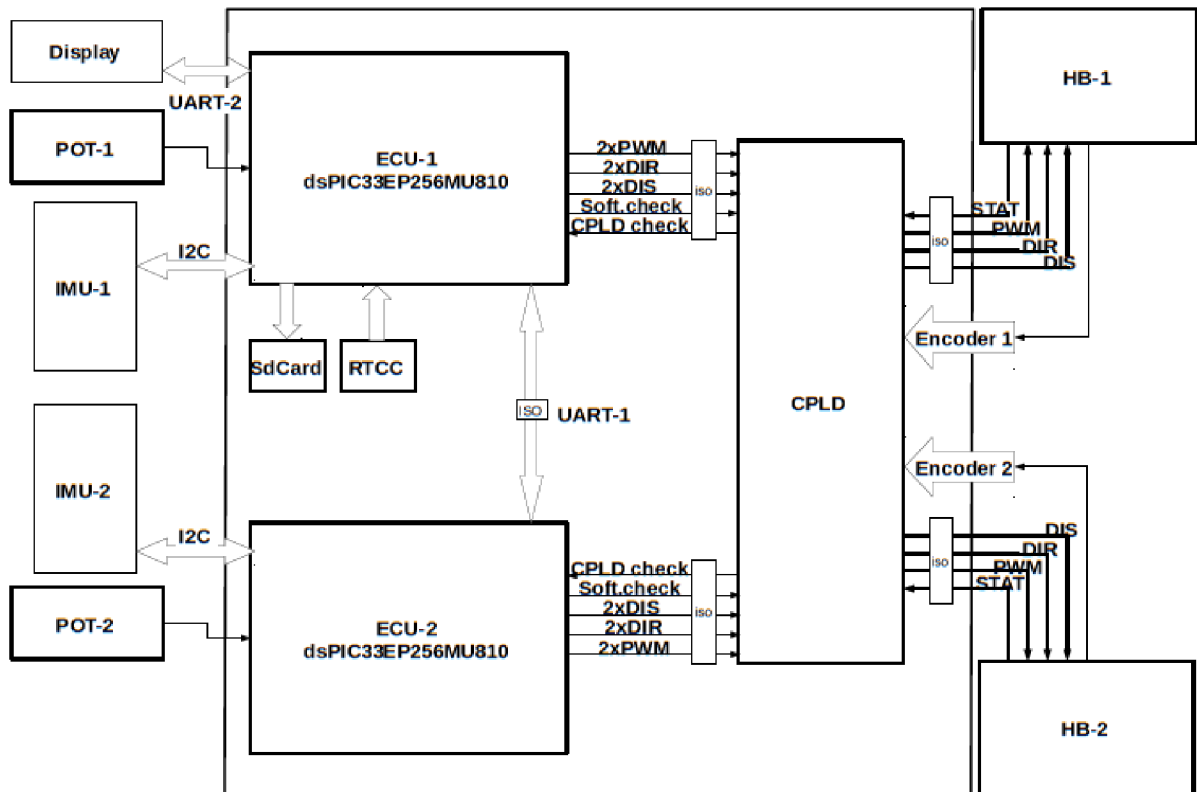 Display
UART-2
POT-1
ECU-1
dsPIC33EP256MU810
2xPWM
2xDIR
2xDIS
Soft.check
CPLD check
iso
HB-1
STAT
PWM
DIR
DIS
iso
I2C
IMU-1
SdCard
RTCC
Encoder 1
CPLD
ISO
UART-1
Encoder 2
IMU-2
I2C
POT-2
ECU-2
dsPIC33EP256MU810
CPLD check
Soft.check
2xDIS
2xDIR
2xPWM
iso
DIS
DIR
PWM
STAT
iso
HB-2